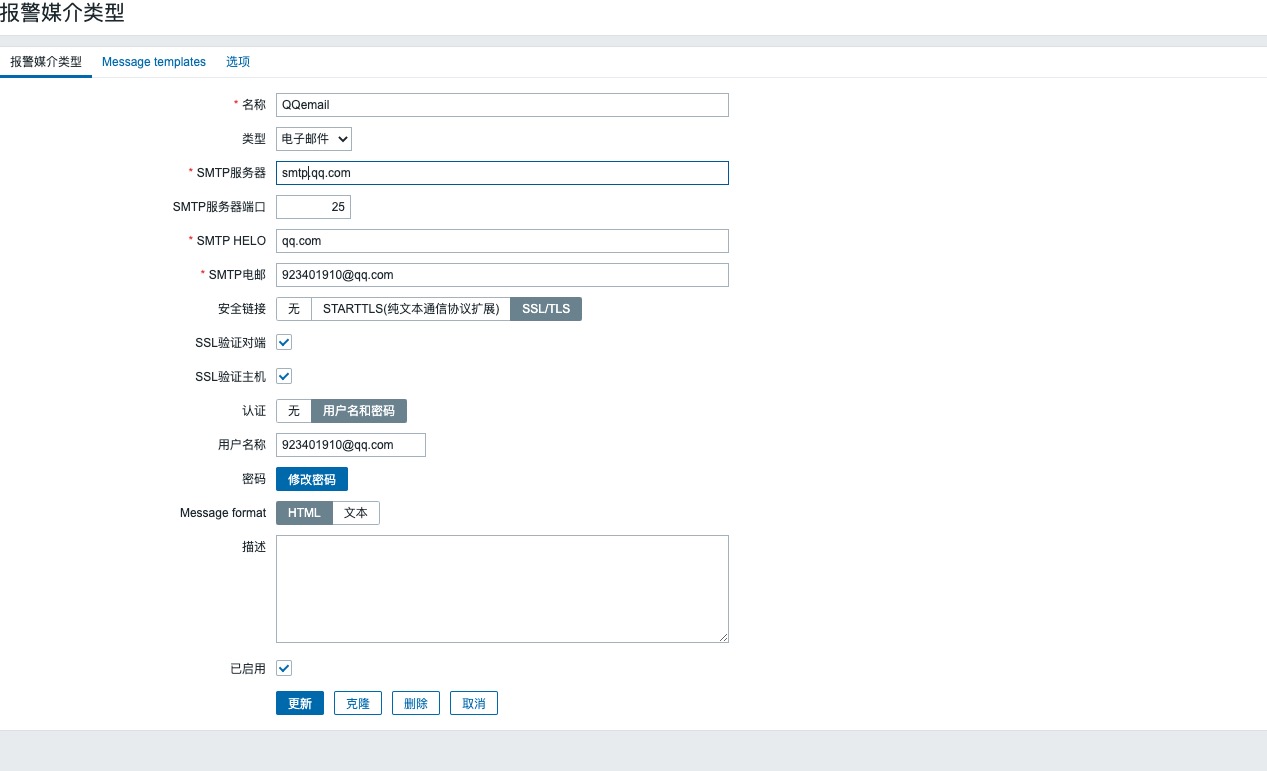 报警媒介类型
报警媒介类型 Message templates 选项
* 名称 QQemail
类型 电子邮件
* SMTP服务器 smtp.qq.com
SMTP服务器端口 25
* SMTP HELO qq.com
* SMTP电邮 923401910@qq.com
安全链接 无 STARTTLS(纯文本通信协议扩展) SSL/TLS
SSL验证对端
SSL验证主机
认证 无 用户名和密码
用户名称 923401910@qq.com
密码 修改密码
Message format HTML 文本
描述
已启用
更新 克隆 删除 取消